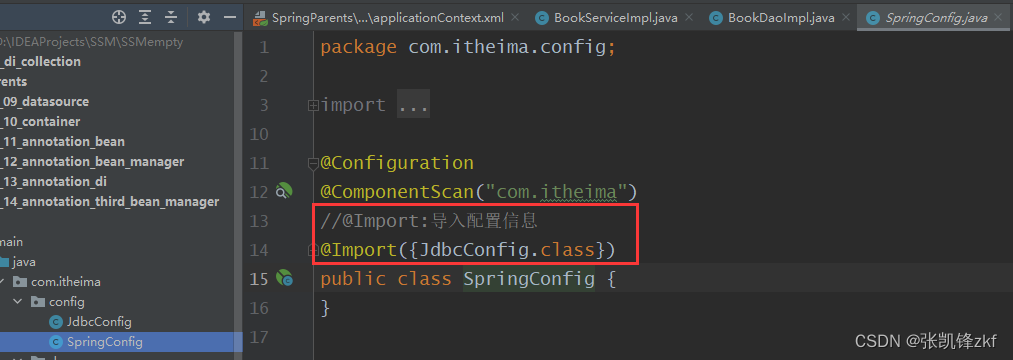 SpringParents\...\applicationContext.xml
BookServiceImpl.java
BookDaoImpl.java
SpringConfig.java
D:\IDEAProjects\SSM\SSMempty
_di_collection
ents
_09_datasource
_10_container
_11_annotation_bean
_12_annotation_bean_manager
_13_annotation_di
_14_annotation_third_bean_manager
main
java
com.itheima
config
JdbcConfig
SpringConfig
1 package com.itheima.config;
2
3 import ...
10
11 @Configuration
12 @ComponentScan("com.itheima")
13 //@Import:导入配置信息
14 @Import({JdbcConfig.class})
15 public class SpringConfig {
16 }
17
CSDN @张凯锋zkf